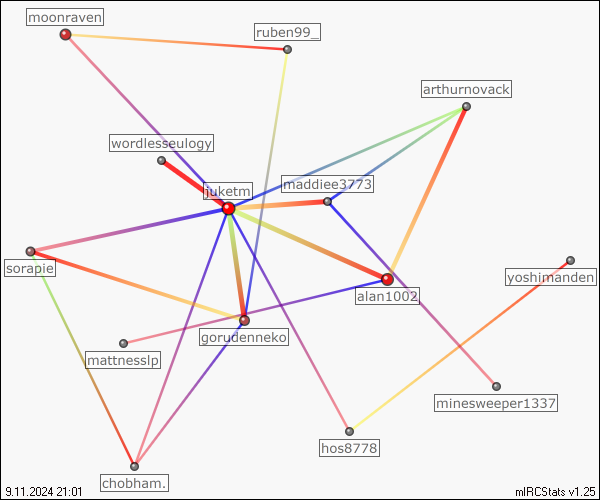 moonraven
ruben99_
arthurnovack
wordlesseulogy
maddiee3773
juketm
sorapie
yoshimanden
alan1002
gorudenneko
mattnesslp
minesweeper1337
hos8778
chobham.
9.11.2024 21:01
mIRCStats v1.25